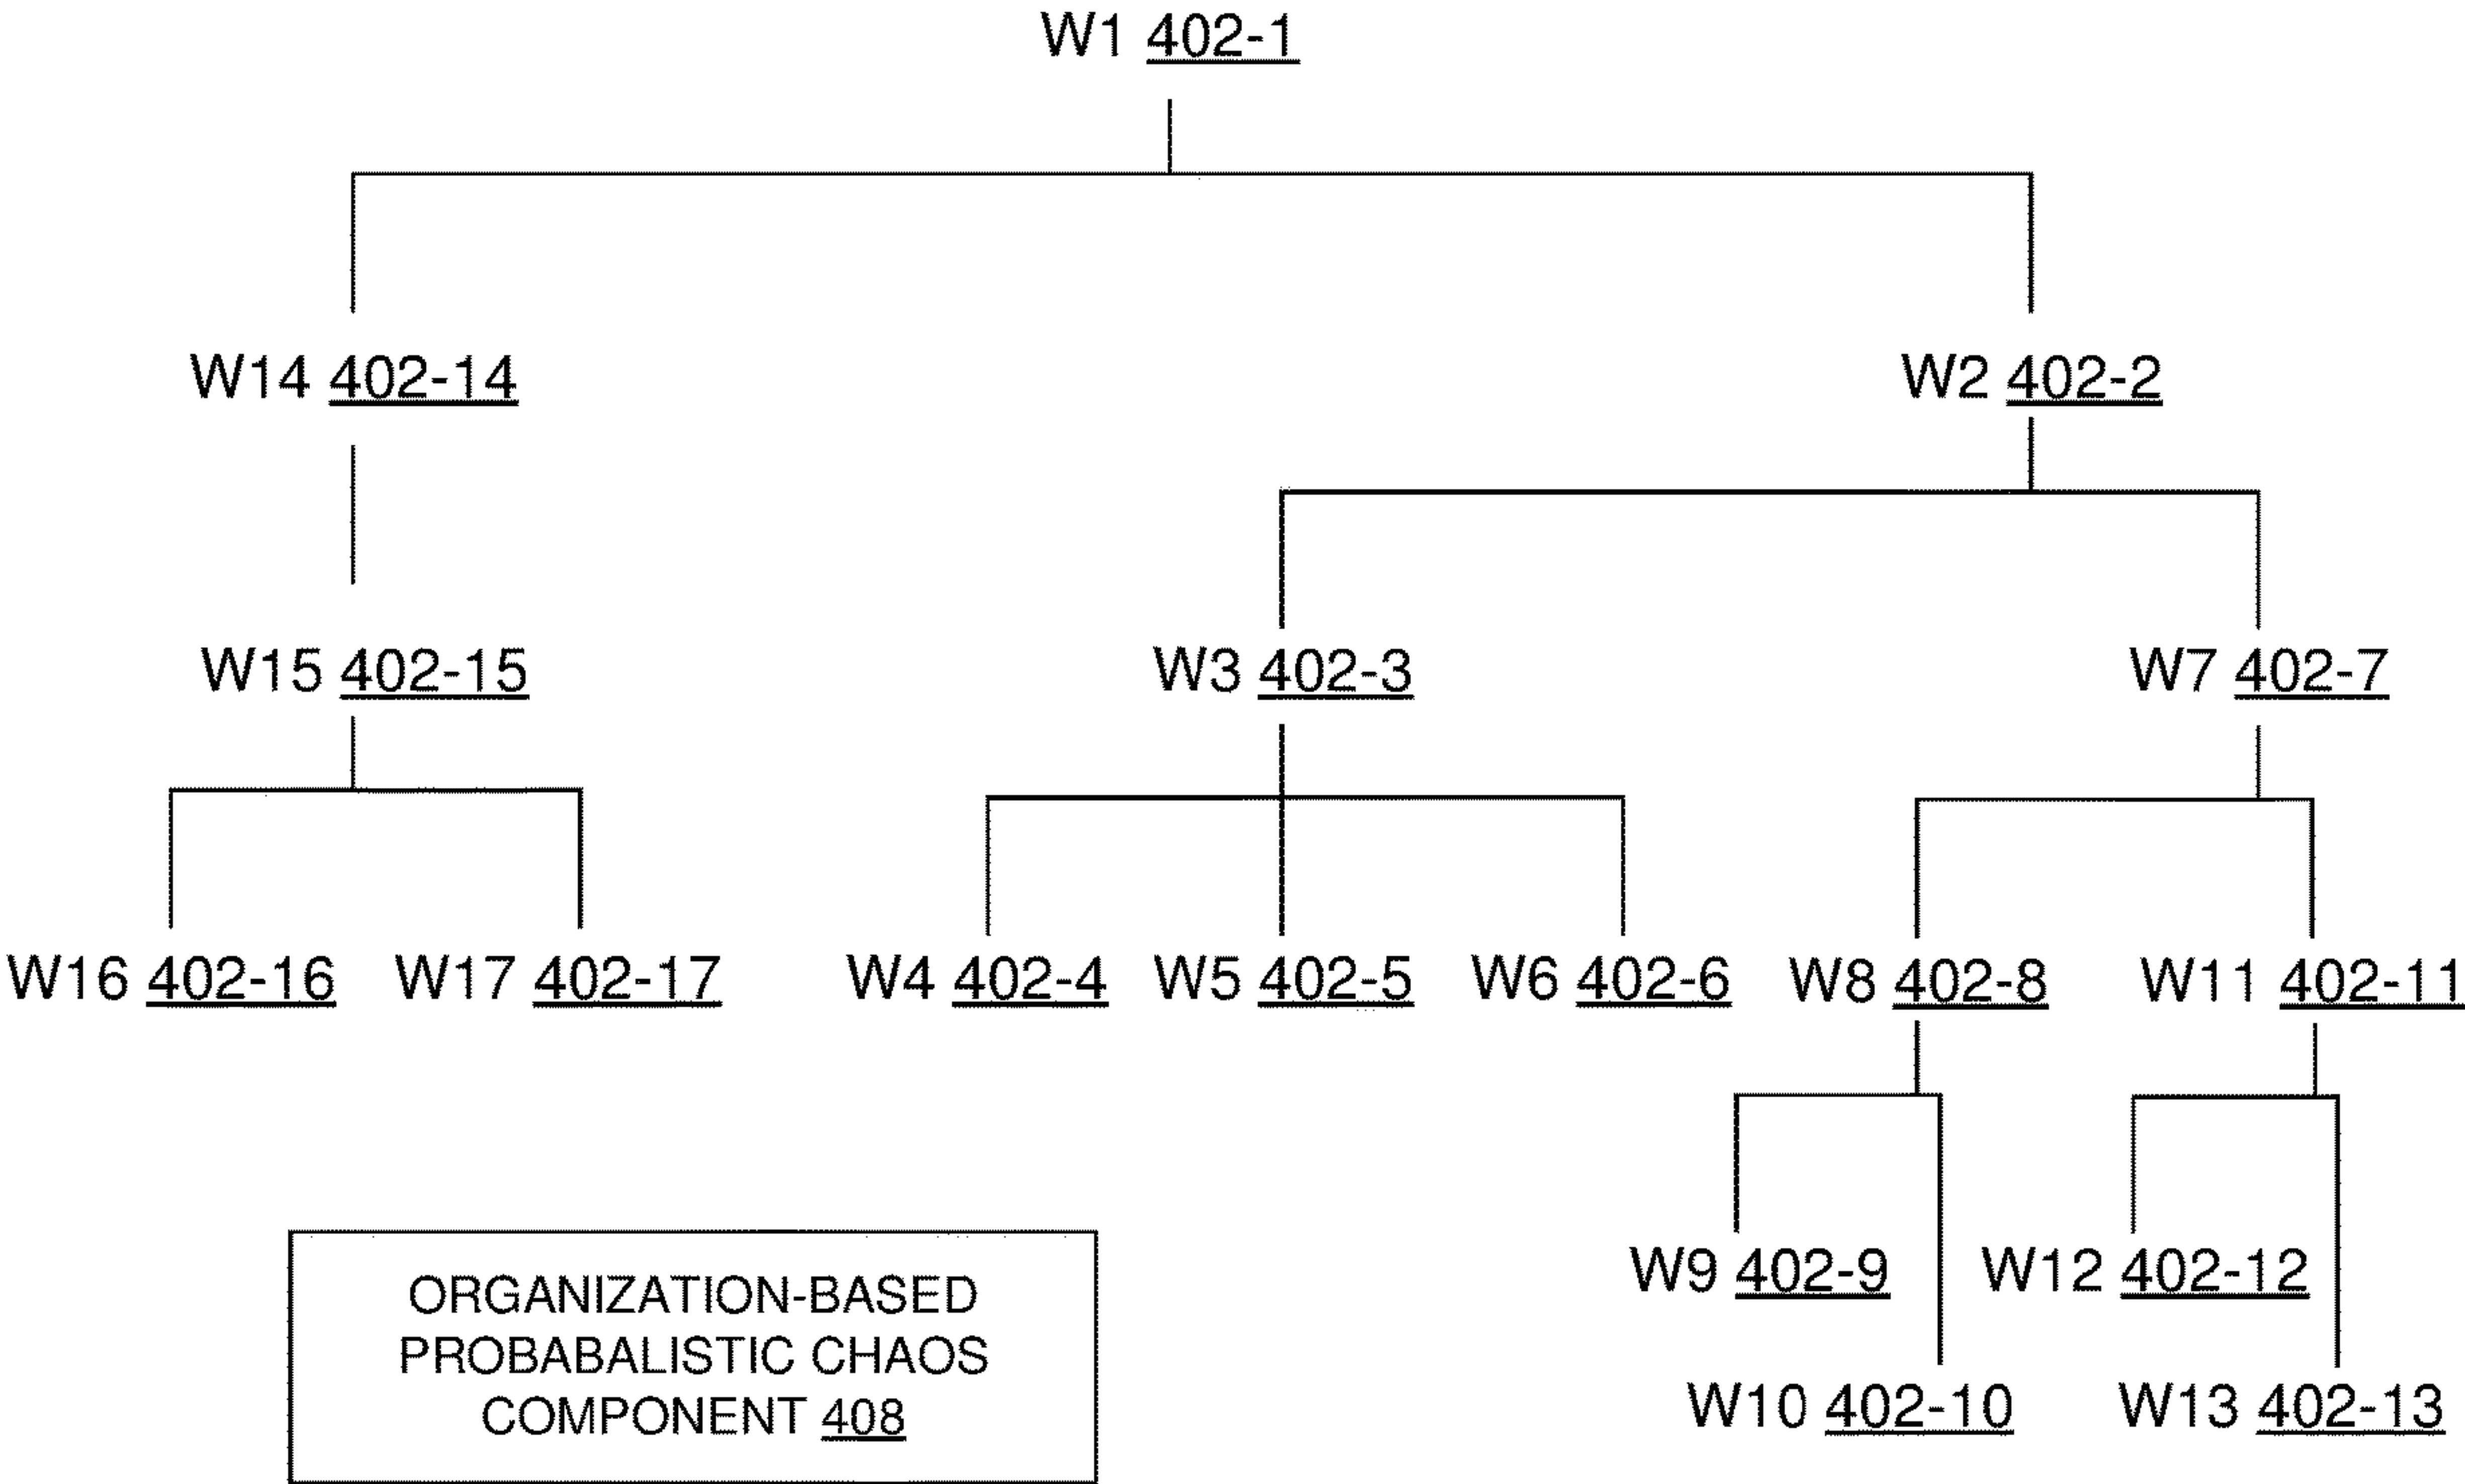 W1 402-1
W14 402-14 W2 402-2
W15 402-15 W3 402-3 W7 402-7
W16 402-16 W17 402-17 W4 402-4 W5 402-5 W6 402-6 W8 402-8 W11 402-11
W9 402-9 W12 402-12
W10 402-10 W13 402-13
ORGANIZATION-BASED
PROBABALISTIC CHAOS
COMPONENT 408